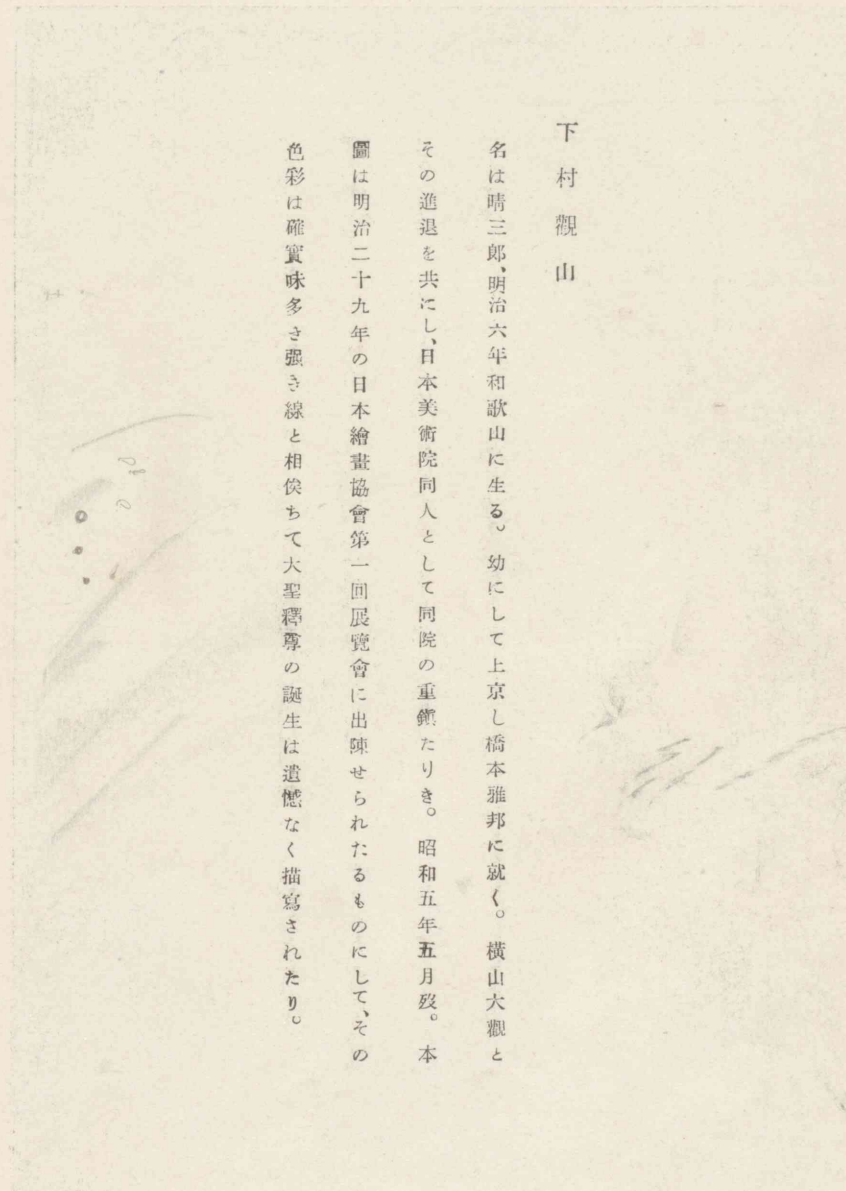 下村觀山
名は晴三郎、明治六年和歌山に生る。幼にして上京し橋本雅邦に就く。橫山大觀と
その進退を共にし、日本美術院同人として同院の重鎭たりき。昭和五年五月歿。本
圖は明治二十九年の日本繪畫協會第一回展覽會に出陳せられたるものにして、その
色彩は確實味多き强き線と相俟ちて大聖釋尊の誕生は遺憾なく描寫されたり。